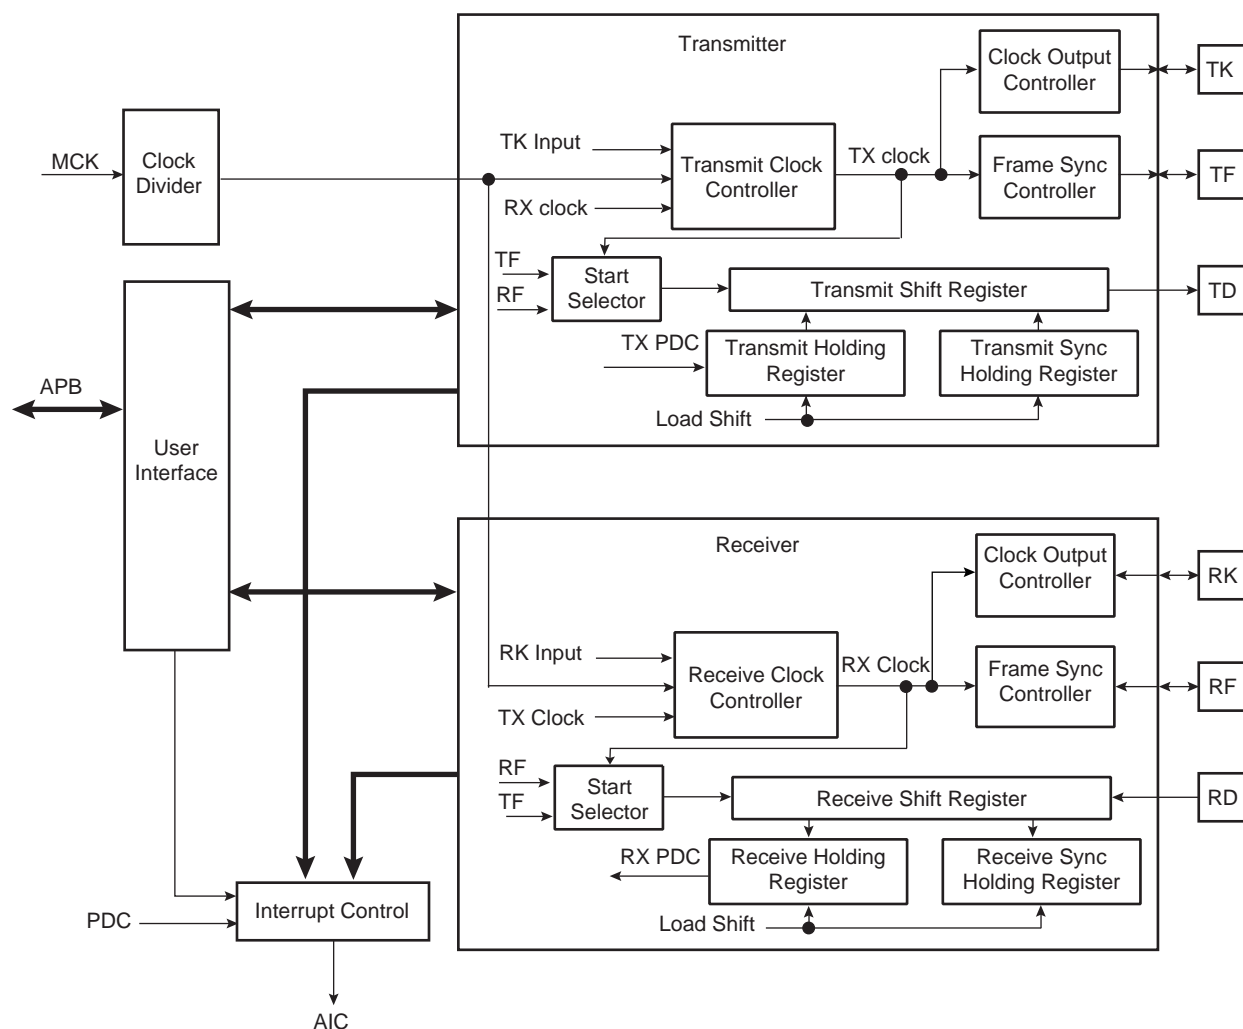 Transmitter
Clock Output
Controller
TK
MCK
Clock
Divider
TK Input
Transmit Clock
Controller
TX clock
Frame Sync
Controller
TF
RX clock
TF
RF
Start
Selector
Transmit Shift Register
TD
TX PDC
Transmit Holding
Register
Transmit Sync
Holding Register
Load Shift
APB
User
Interface
Receiver
Clock Output
Controller
RK
RK Input
Receive Clock
Controller
RX Clock
Frame Sync
Controller
RF
TX Clock
RF
TF
Start
Selector
Receive Shift Register
RD
RX PDC
Receive Holding
Register
Receive Sync
Holding Register
Load Shift
PDC
Interrupt Control
AIC